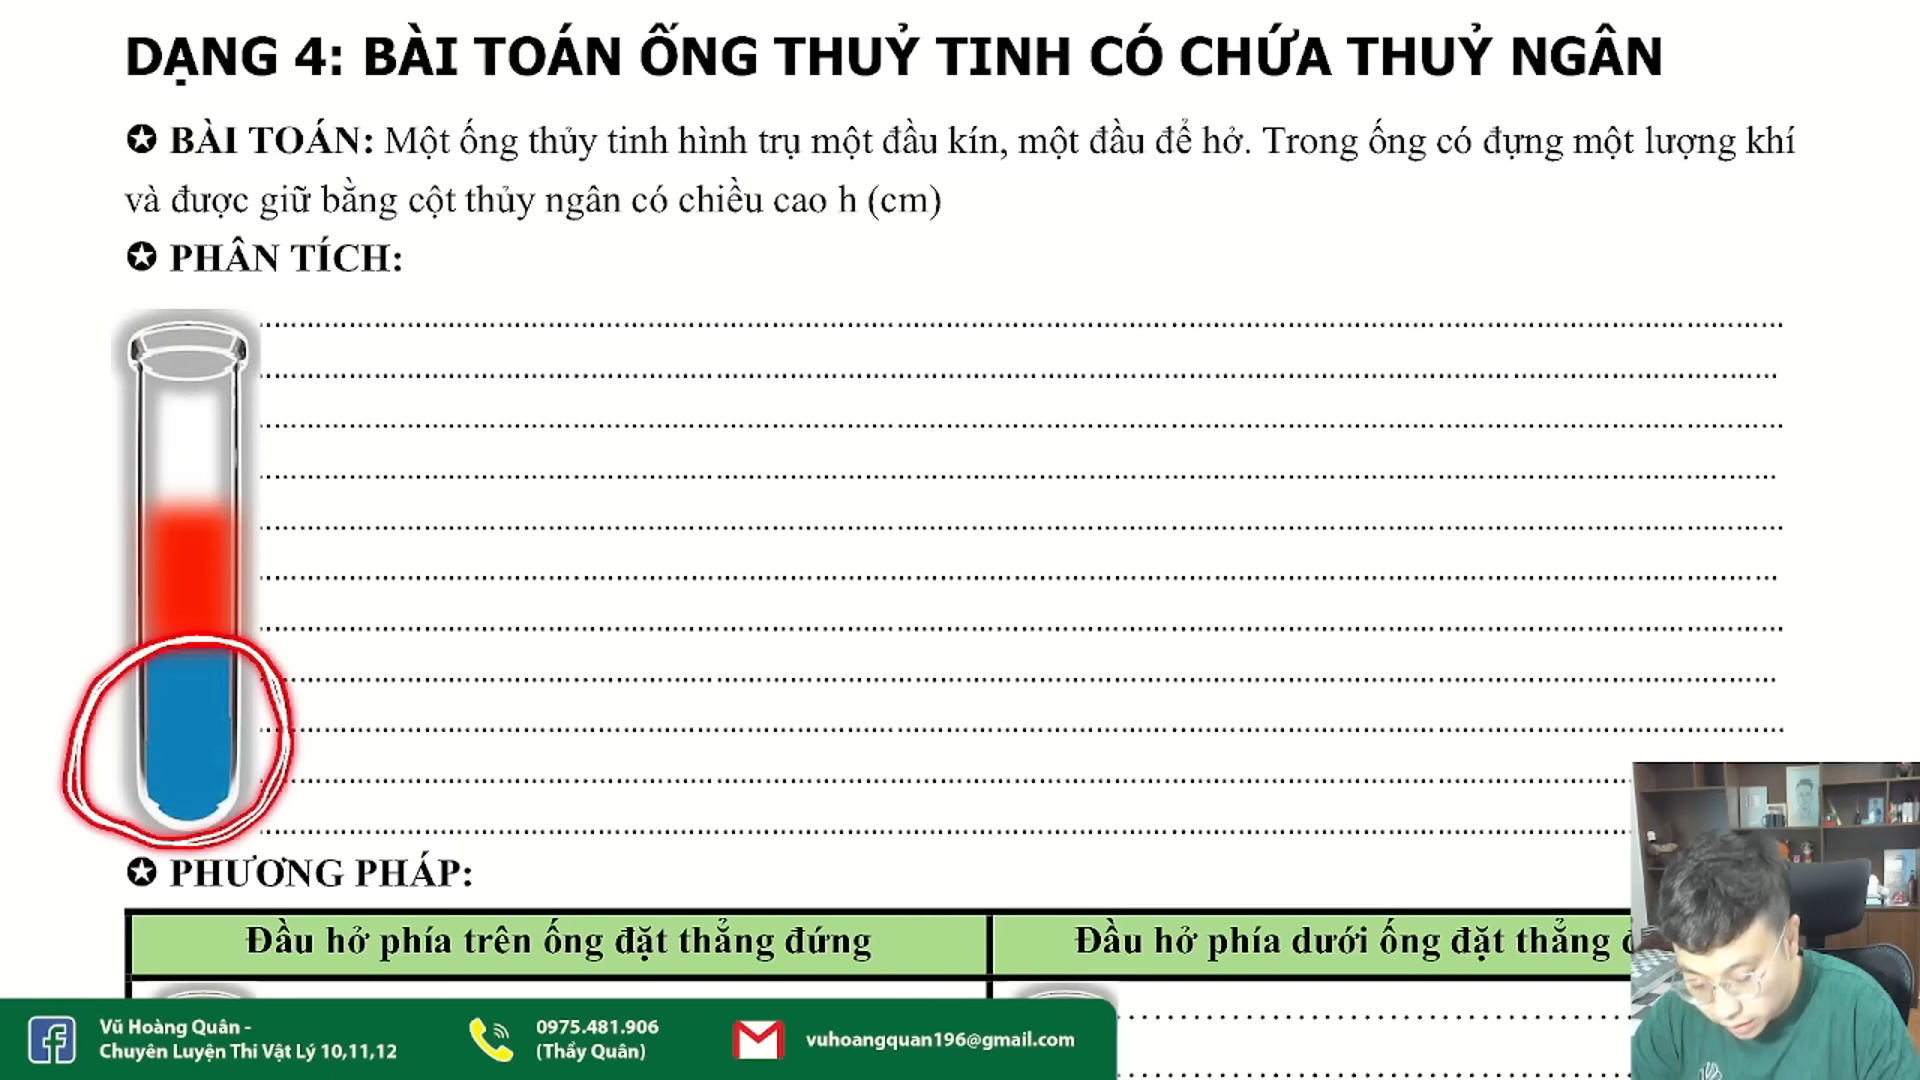 DẠNG 4: BÀI TOÁN ỐNG THUỶ TINH CÓ CHỨA THUỶ NGÂN
✪ BÀI TOÁN: Một ống thủy tinh hình trụ một đầu kín, một đầu để hở. Trong ống có đựng một lượng khí
và được giữ bằng cột thủy ngân có chiều cao h (cm)
✪ PHÂN TÍCH:
✪ PHƯƠNG PHÁP:
Đầu hở phía trên ống đặt thẳng đứng
Đầu hở phía dưới ống đặt thẳng
Vũ Hoàng Quân -
Chuyên Luyện Thi Vật Lý 10,11,12
0975.481.906
(Thầy Quân)
vuhoangquan196@gmail.com